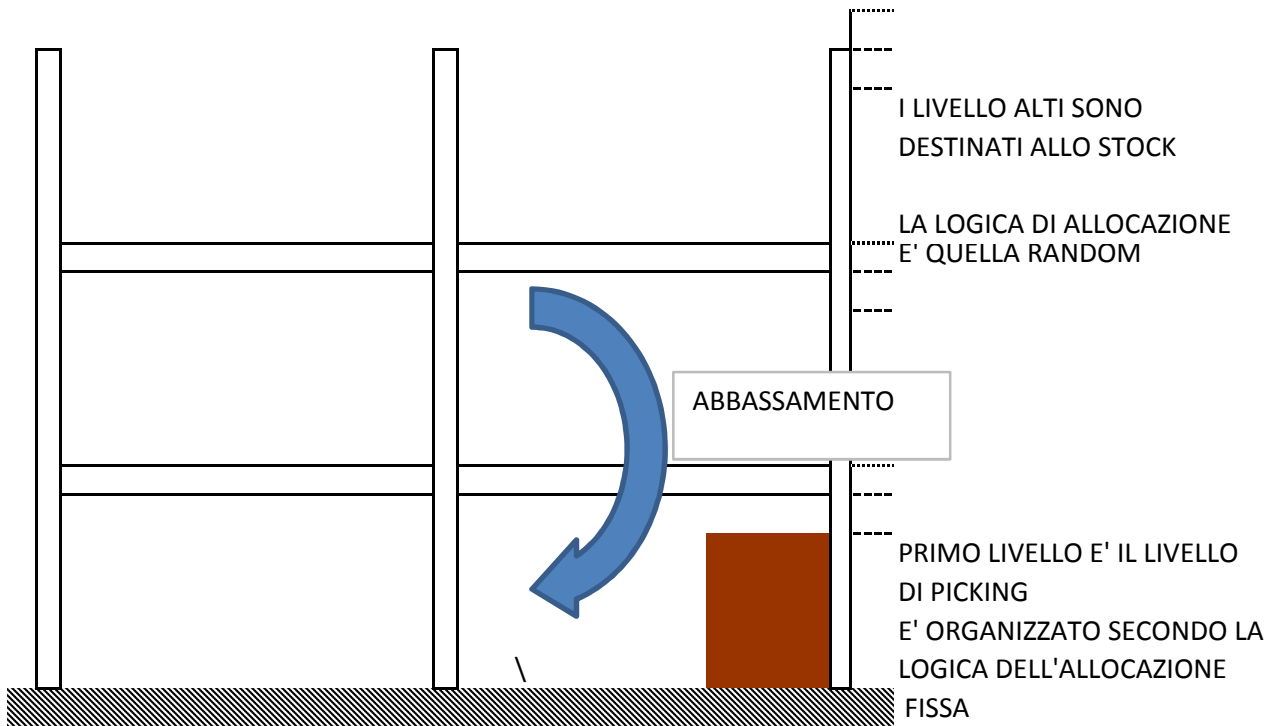 I LIVELLO ALTI SONO
DESTINATI ALLO STOCK
LA LOGICA DI ALLOCAZIONE
E' QUELLA RANDOM
ABBASSAMENTO
PRIMO LIVELLO E' IL LIVELLO
DI PICKING
E' ORGANIZZATO SECONDO LA
LOGICA DELL'ALLOCAZIONE
FISSA
\